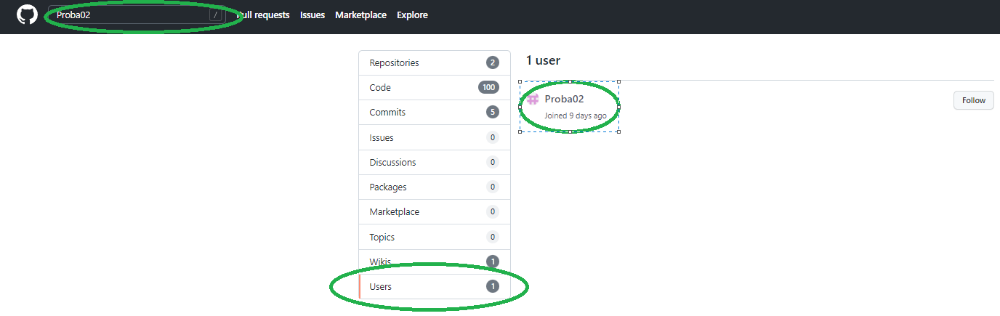 Proba02 / Pull requests Issues Marketplace Explore
Repositories 2
Code 100
Commits 5
Issues 0
Discussions 0
Packages 0
Marketplace 0
Topics 0
Wikis 1
Users 1
1 user
Proba02
Joined 9 days ago
Follow